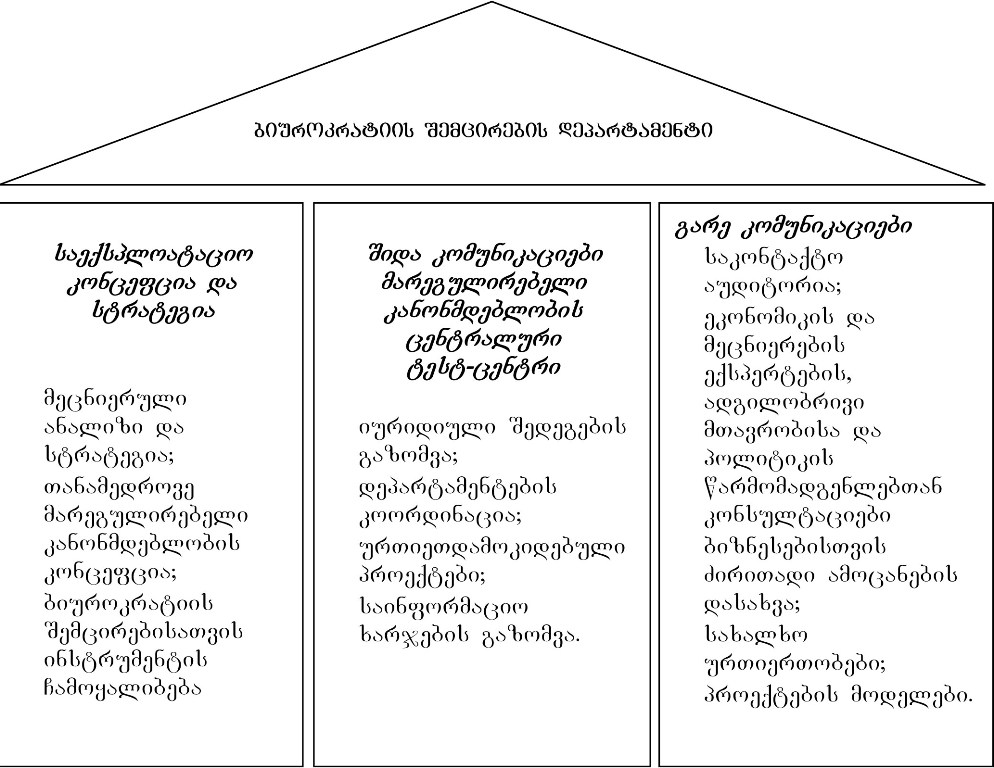 ბიუროკრატიის შემცირების დეპარტამენტი
საექსპლოატაციო
კონცეფცია და
სტრატეგია
მეცნიერული
ანალიზი და
სტრატეგია;
თანამედროვე
მარეგულირებელი
კანონმდებლობის
კონცეფცია;
ბიუროკრატიის
შემცირებისათვის
ინსტრუმენტის
ჩამოყალიბება
შიდა კომუნიკაციები
მარეგულირებელი
კანონმდებლობის
ცენტრალური
ტესტ-ცენტრი
იურიდიული შედეგების
გაზომვა;
დეპარტამენტების
კოორდინაცია;
ურთიეთდამოკიდებული
პროექტები;
საინფორმაციო
ხარჯების გაზომვა.
გარე კომუნიკაციები
საკონტაქტო
აუდიტორია;
ეკონომიკის და
მეცნიერების
ექსპერტების,
ადგილობრივი
მთავრობისა და
პოლიტიკის
წარმომადგენლებთან
კონსულტაციები
ბიზნესებისთვის
ძირითადი ამოცანების
დასახვა;
სახალხო
ურთიერთობები;
პროექტების მოდელები.